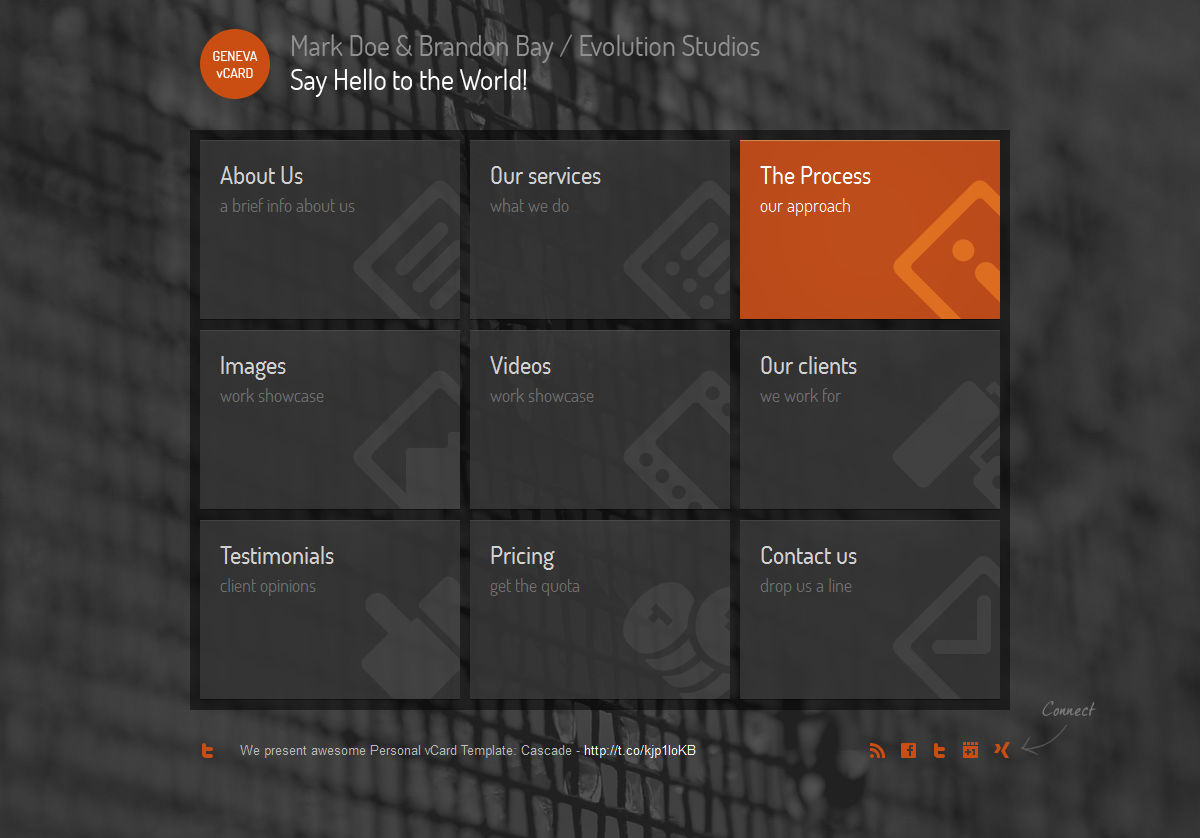 GENEVA
vCARD
Mark Doe & Brandon Bay / Evolution Studios
Say Hello to the World!
About Us
a brief info about us
Our services
what we do
The Process
our approach
Images
work showcase
Videos
work showcase
Our clients
we work for
Testimonials
client opinions
Pricing
get the quota
Contact us
drop us a line
Connect
We present awesome Personal vCard Template: Cascade - http://t.co/kjp1IoKB